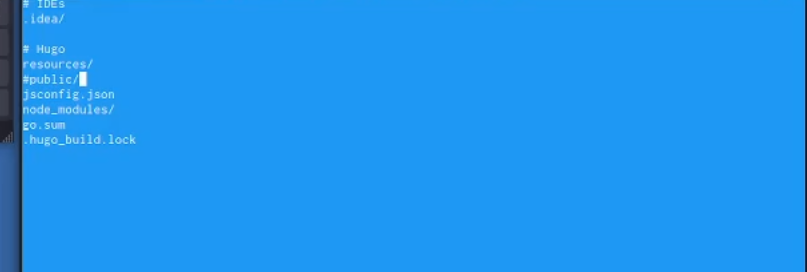 # IDEs
.idea/
# Hugo
resources/
#public/
jsconfig.json
node_modules/
go.sum
.hugo_build.lock